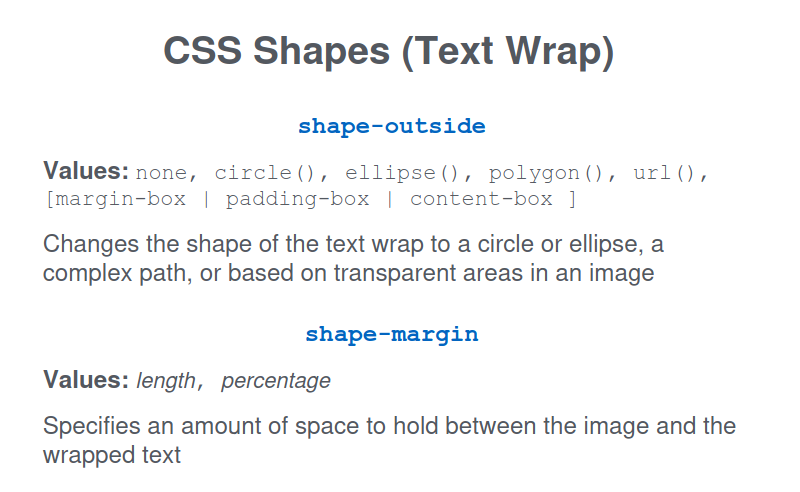 CSS Shapes (Text Wrap)
shape-outside
Values: none, circle(), ellipse(), polygon(), url(),
[margin-box | padding-box | content-box ]
Changes the shape of the text wrap to a circle or ellipse, a
complex path, or based on transparent areas in an image
shape-margin
Values: length, percentage
Specifies an amount of space to hold between the image and the
wrapped text